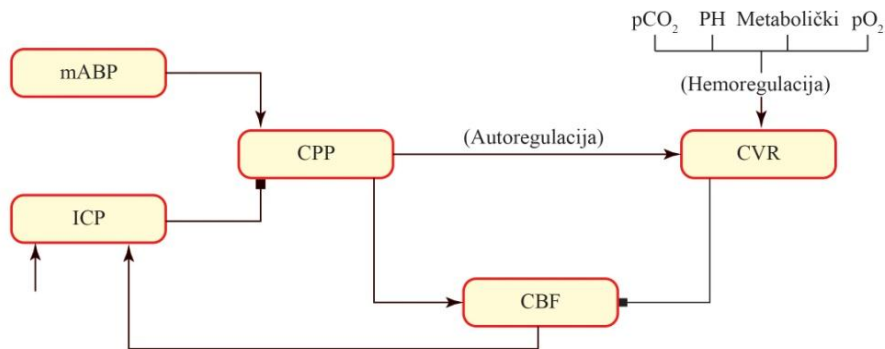 pCO₂ PH Metabolički pO₂
mABP
(Hemoregulacija)
CPP
(Autoregulacija)
CVR
ICP
CBF